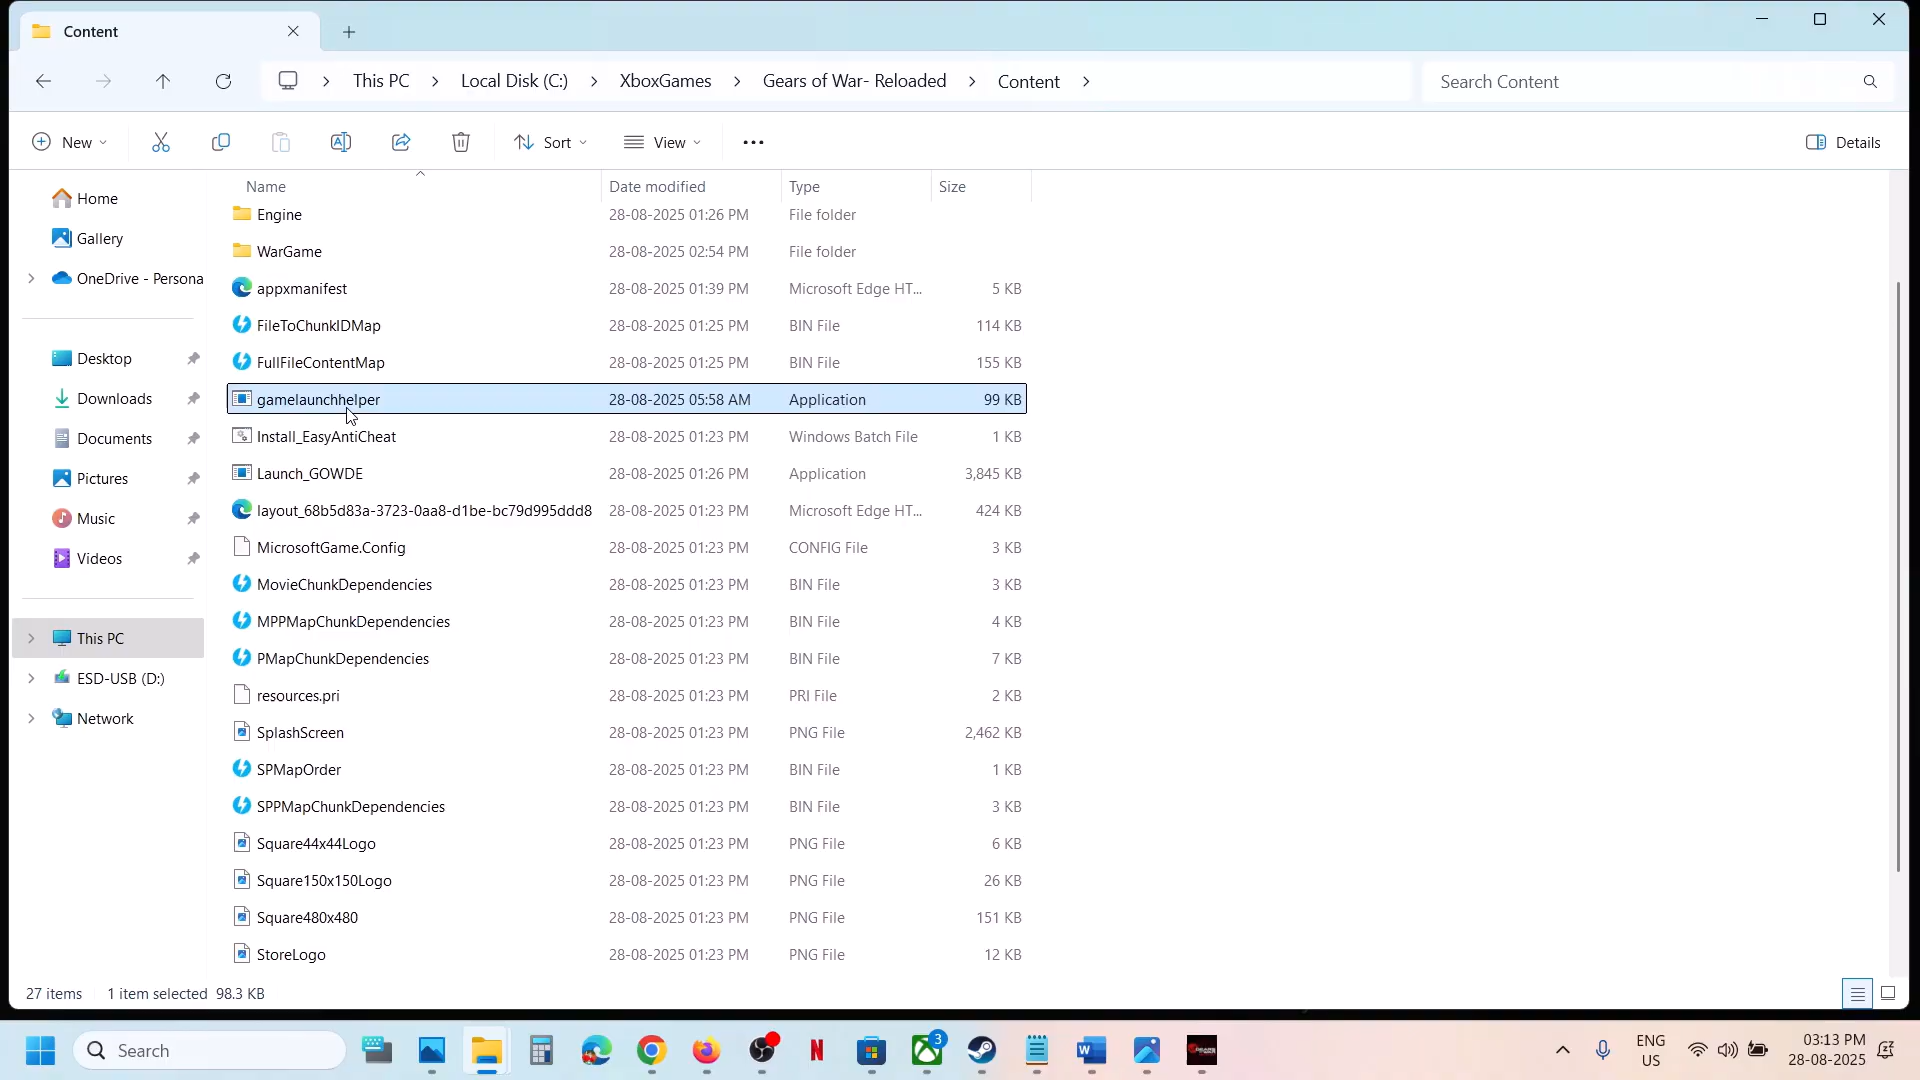 Content
This PC
Local Disk (C:)
XboxGames
Gears of War- Reloaded
Content
Search Content
New
Sort
View
Details
Home
Gallery
OneDrive - Persona
Desktop
Downloads
Documents
Pictures
Music
Videos
This PC
ESD-USB (D:)
Network
Name Date modified Type Size
Engine 28-08-2025 01:26 PM File folder
WarGame 28-08-2025 02:54 PM File folder
appxmanifest 28-08-2025 01:39 PM Microsoft Edge HT... 5 KB
FileToChunkIDMap 28-08-2025 01:25 PM BIN File 114 KB
FullFileContentMap 28-08-2025 01:25 PM BIN File 155 KB
gamelaunchhelper 28-08-2025 05:58 AM Application 99 KB
Install_EasyAntiCheat 28-08-2025 01:23 PM Windows Batch File 1 KB
Launch_GOWDE 28-08-2025 01:26 PM Application 3,845 KB
layout_68b5d83a-3723-0aa8-d1be-bc79d995ddd8 28-08-2025 01:23 PM Microsoft Edge HT... 424 KB
MicrosoftGame.Config 28-08-2025 01:23 PM CONFIG File 3 KB
MovieChunkDependencies 28-08-2025 01:23 PM BIN File 3 KB
MPPMapChunkDependencies 28-08-2025 01:23 PM BIN File 4 KB
PMapChunkDependencies 28-08-2025 01:23 PM BIN File 7 KB
resources.pri 28-08-2025 01:23 PM PRI File 2 KB
SplashScreen 28-08-2025 01:23 PM PNG File 2,462 KB
SPMapOrder 28-08-2025 01:23 PM BIN File 1 KB
SPPMapChunkDependencies 28-08-2025 01:23 PM BIN File 3 KB
Square44x44Logo 28-08-2025 01:23 PM PNG File 6 KB
Square150x150Logo 28-08-2025 01:23 PM PNG File 26 KB
Square480x480 28-08-2025 01:23 PM PNG File 151 KB
StoreLogo 28-08-2025 01:23 PM PNG File 12 KB
27 items 1 item selected 98.3 KB
Search
3
ENG
US
03:13 PM
28-08-2025